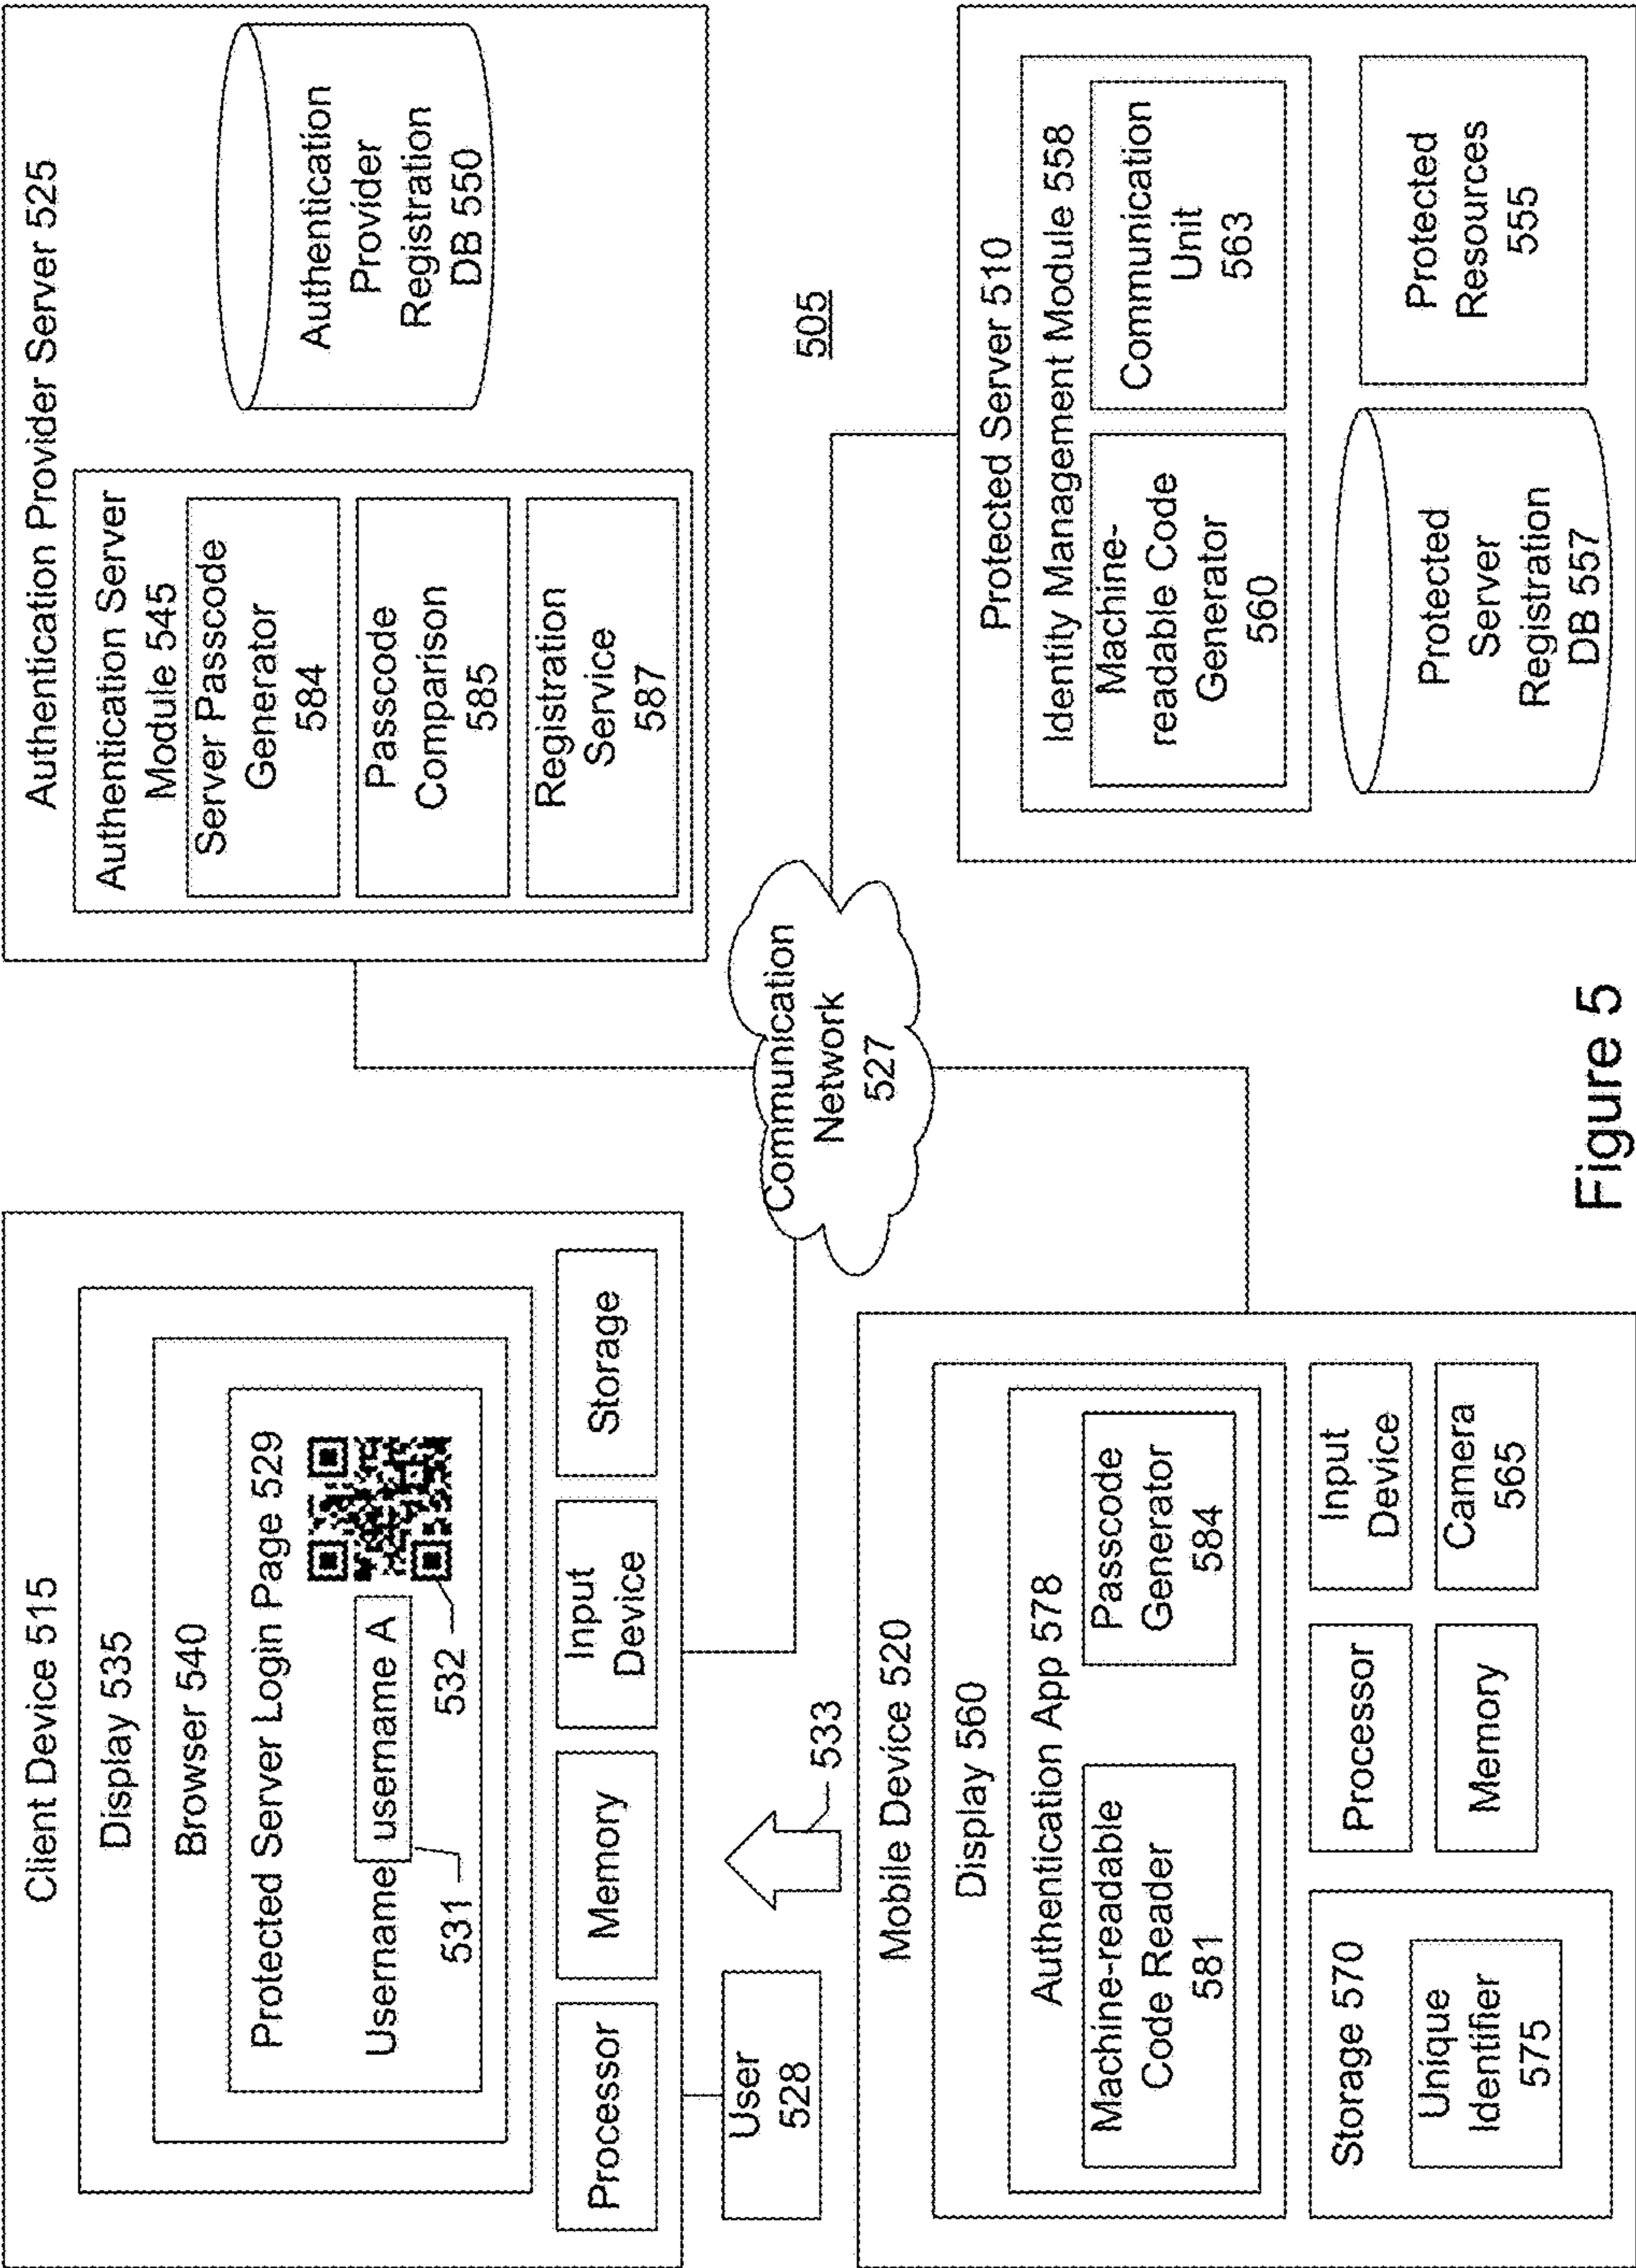 Client Device 515
Display 535
Browser 540
Protected Server Login Page 529
Username
username A
531
532
Processor
Memory
Input
Device
Storage
User
528
533
Authentication Provider Server 525
Authentication Server
Module 545
Server Passcode
Generator
584
Passcode
Comparison
585
Registration
Service
587
Authentication
Provider
Registration
DB 550
Communication
Network
527
505
Mobile Device 520
Display 560
Authentication App 578
Machine-readable
Code Reader
581
Passcode
Generator
584
Storage 570
Unique
Identifier
575
Processor
Input
Device
Memory
Camera
565
Protected Server 510
Identity Management Module 558
Machine-
readable Code
Generator
560
Communication
Unit
563
Protected
Server
Registration
DB 557
Protected
Resources
555
Figure 5